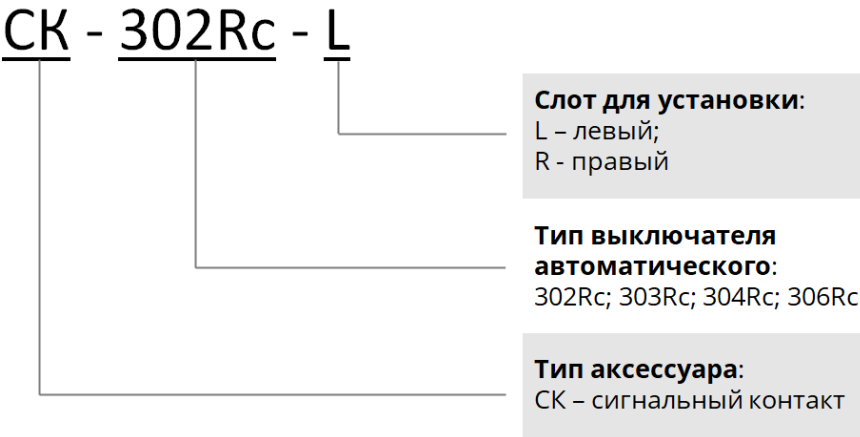 СК - 302Rc - L
Слот для установки:
L – левый;
R - правый
Тип выключателя
автоматического:
302Rc; 303Rc; 304Rc; 306Rc
Тип аксессуара:
СК – сигнальный контакт